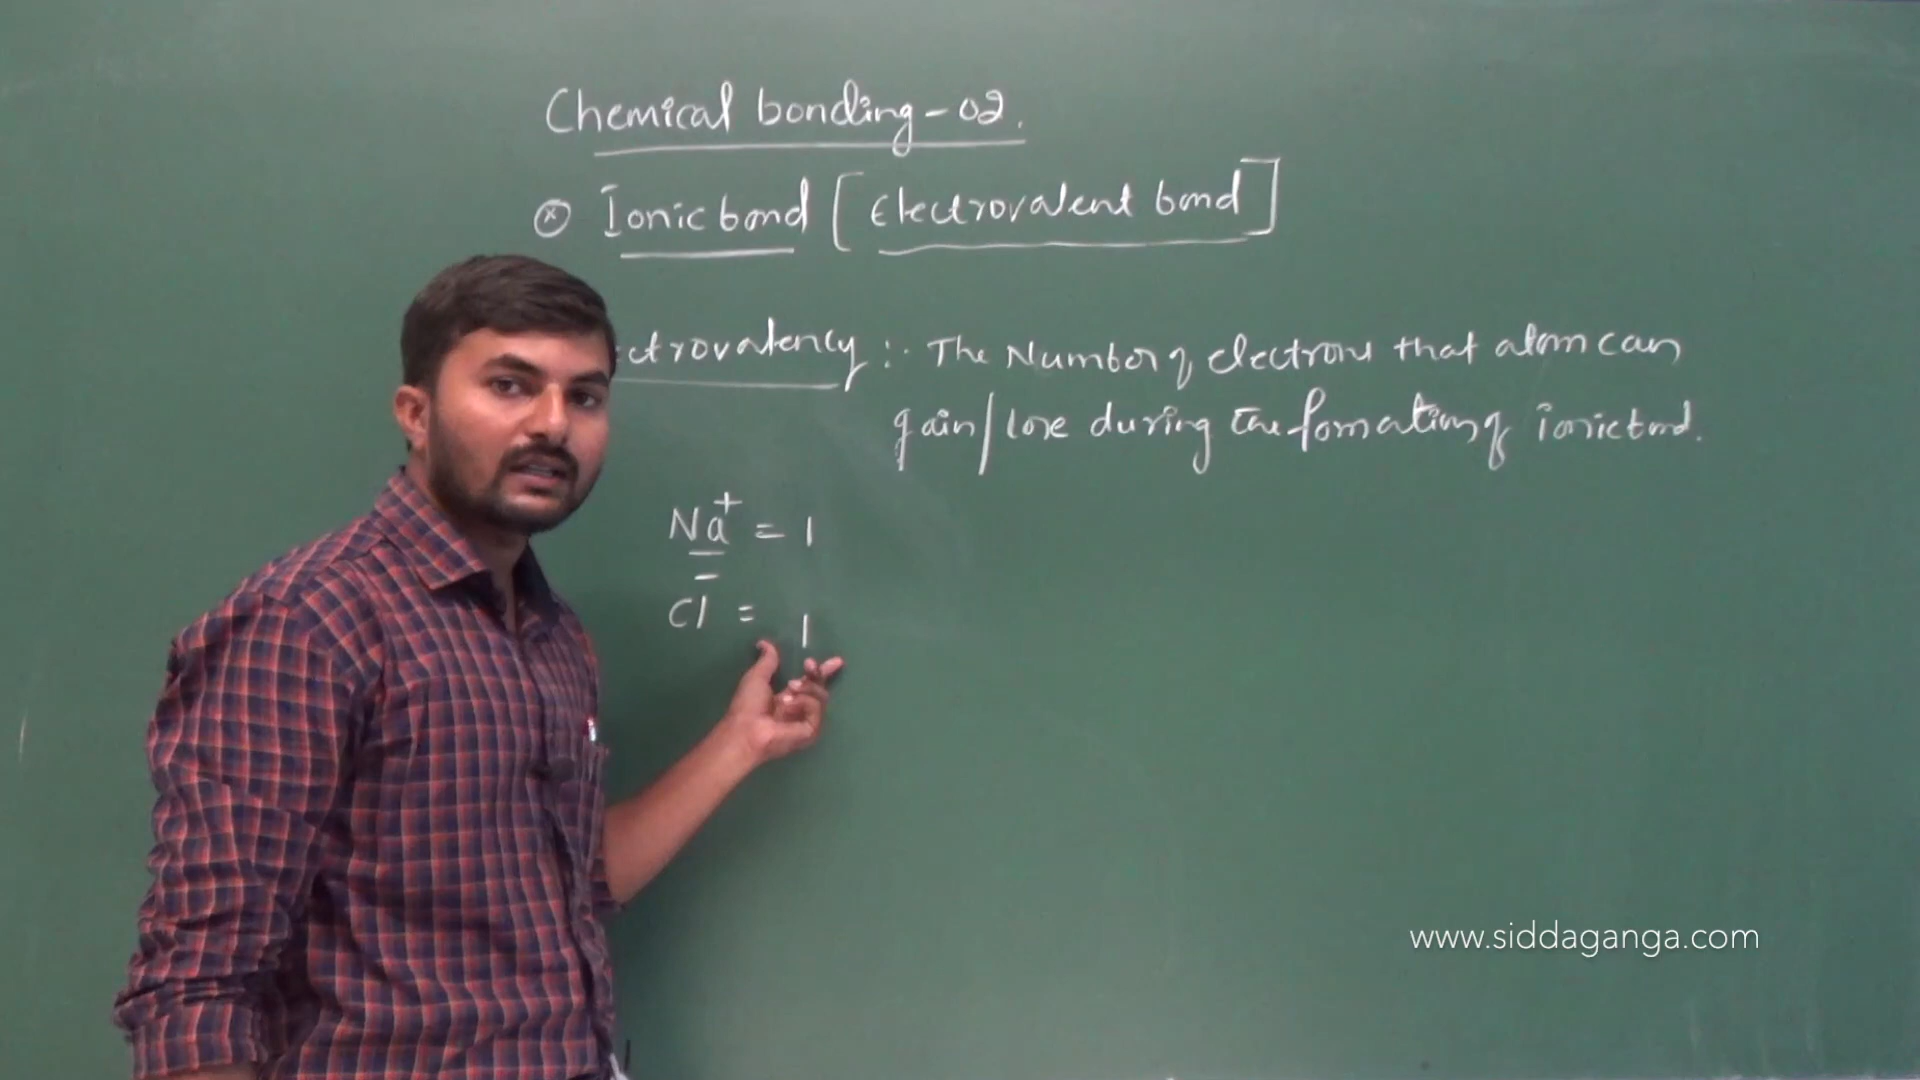 Chemical bonding - 02.
ⓧ Ionic bond [Electrovalent bond]
ctrovalency :- The Number of electrons that atom can
gain/lose during the formation of ionic bond.
Na⁺ = 1
Cl⁻ = 1
www.siddaganga.com